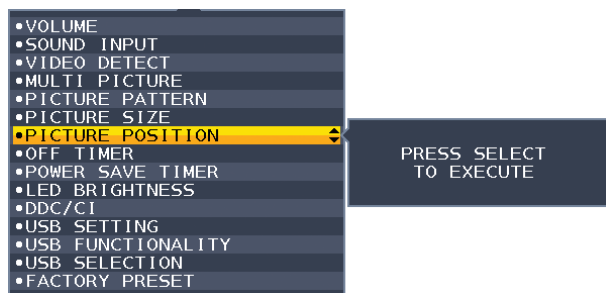 •VOLUME
•SOUND INPUT
•VIDEO DETECT
•MULTI PICTURE
•PICTURE PATTERN
•PICTURE SIZE
•PICTURE POSITION
•OFF TIMER
•POWER SAVE TIMER
•LED BRIGHTNESS
•DDC/CI
•USB SETTING
•USB FUNCTIONALITY
•USB SELECTION
•FACTORY PRESET
PRESS SELECT
TO EXECUTE